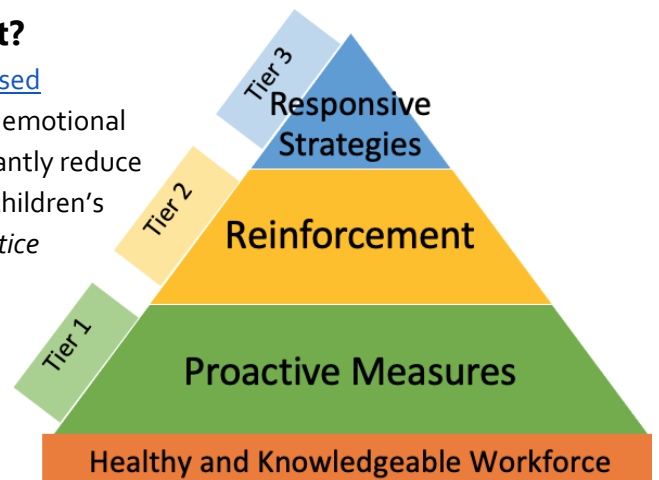 t?
sed
emotional
antly reduce
hildren's
tice
Tier 3
Responsive
Strategies
Tier 2
Reinforcement
Tier 1
Proactive Measures
Healthy and Knowledgeable Workforce